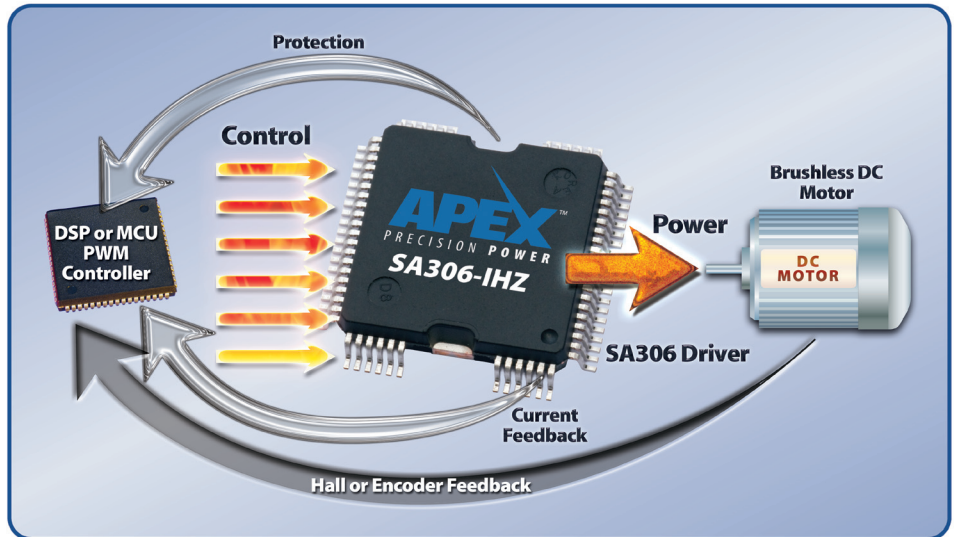 Protection
Control
DSP or MCU
PWM
Controller
APEX™
PRECISION POWER
SA306-IHZ
Power
Brushless DC
Motor
DC
MOTOR
SA306 Driver
Current
Feedback
Hall or Encoder Feedback